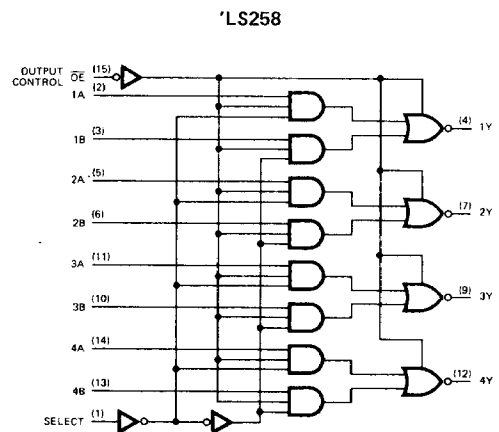 'LS258
OUTPUT CONTROL OE (15)
1A (2)
1B (3)
2A (5)
2B (6)
3A (11)
3B (10)
4A (14)
4B (13)
SELECT (1)
(4) 1Y
(7) 2Y
(9) 3Y
(12) 4Y